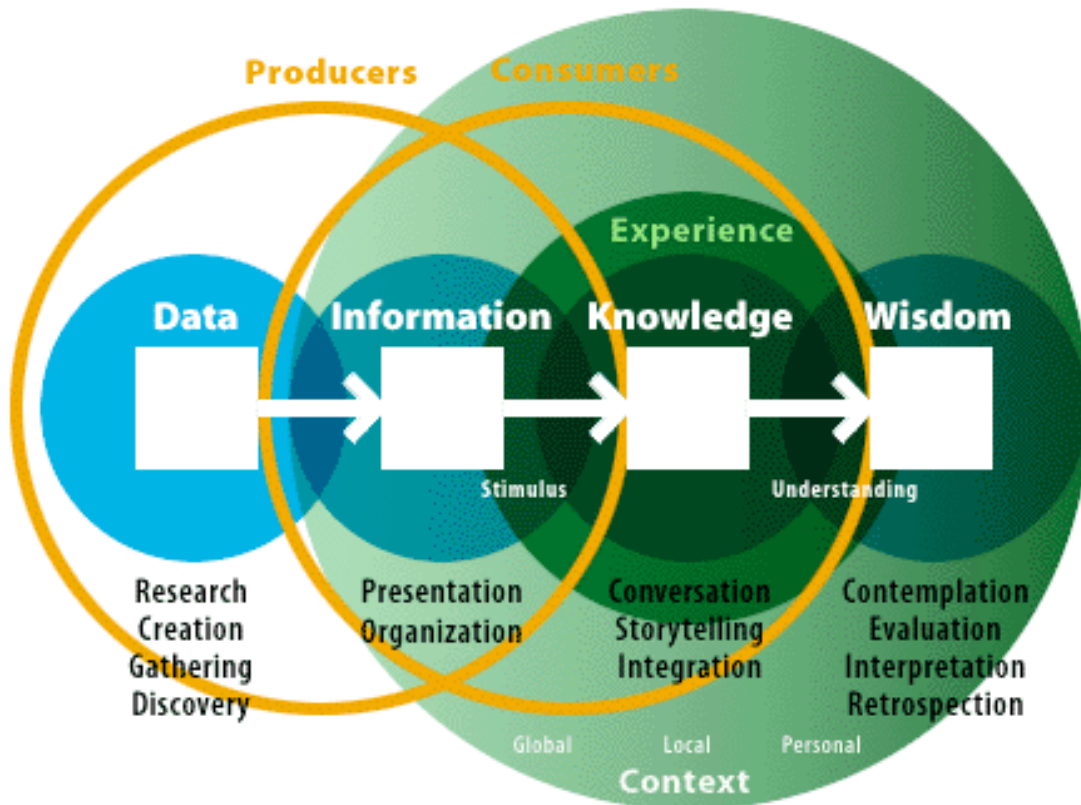 Producers Consumers
Experience
Data Information Knowledge Wisdom
Stimulus Understanding
Research
Creation
Gathering
Discovery
Presentation
Organization
Conversation
Storytelling
Integration
Contemplation
Evaluation
Interpretation
Retrospection
Global Local Personal
Context